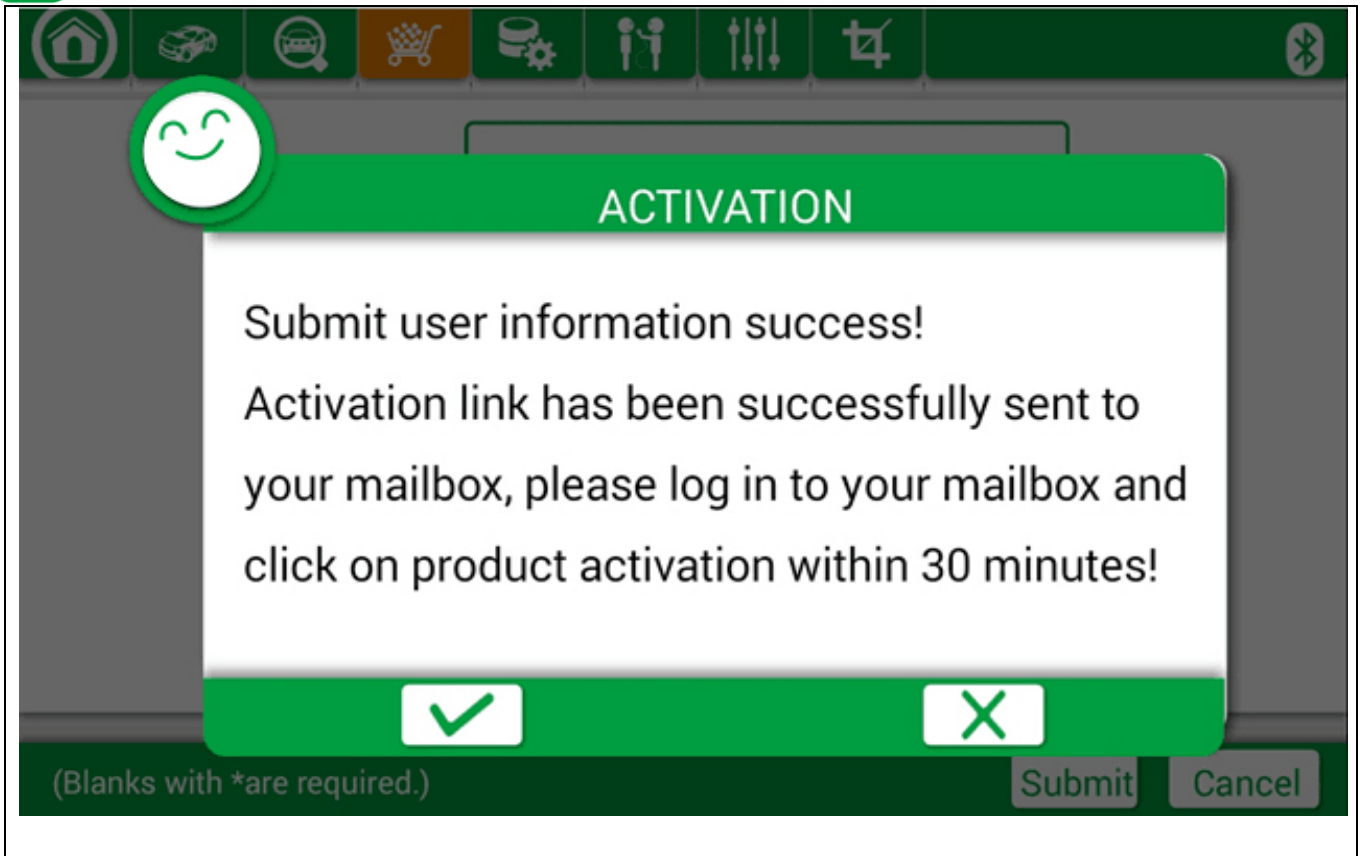 ACTIVATION
Submit user information success!
Activation link has been successfully sent to
your mailbox, please log in to your mailbox and
click on product activation within 30 minutes!
(Blanks with *are required.)
Submit
Cancel